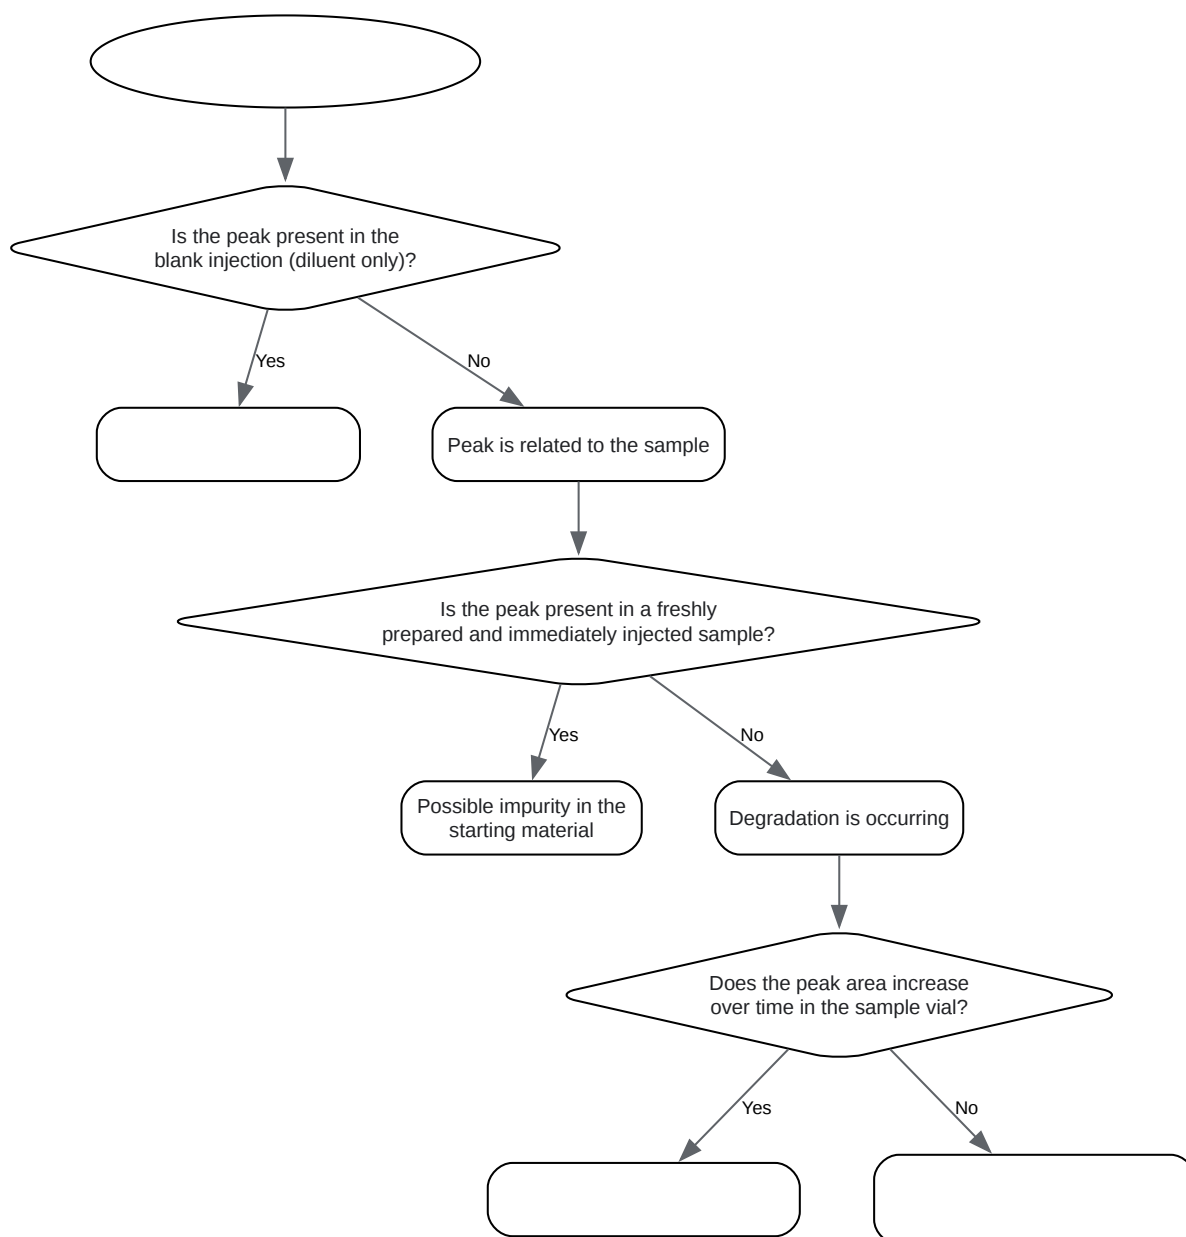 Is the peak present in the
blank injection (diluent only)?
Yes
No
Peak is related to the sample
Is the peak present in a freshly
prepared and immediately injected sample?
Yes
No
Possible impurity in the
starting material
Degradation is occurring
Does the peak area increase
over time in the sample vial?
Yes
No